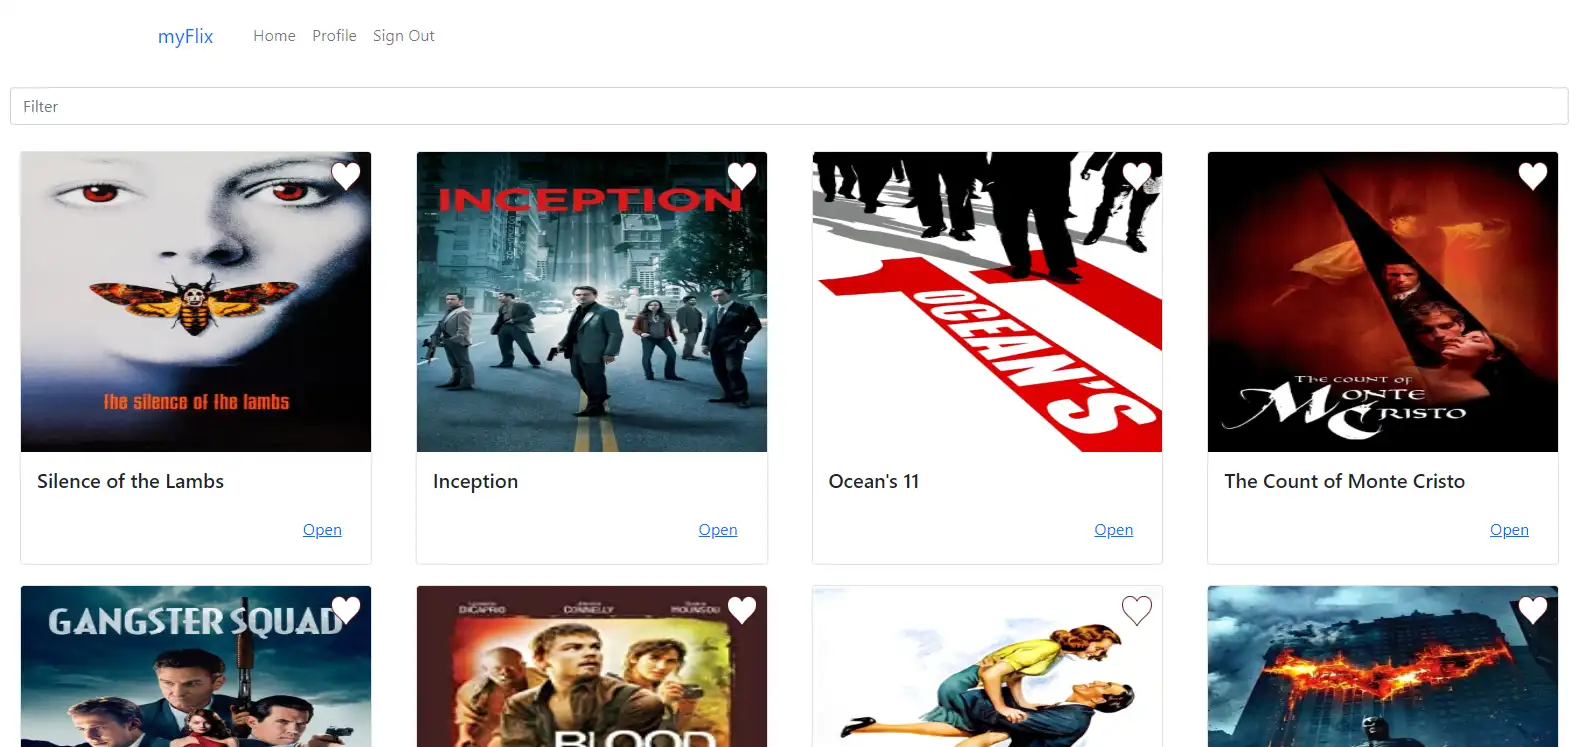 myFlix Home Profile Sign Out
Filter
INCEPTION
11
OCEAN'S
the silence of the lambs
THE COUNT OF
MONTE
CRISTO
Silence of the Lambs
Inception
Ocean's 11
The Count of Monte Cristo
Open
Open
Open
Open
GANGSTER SQUAD
DICAPRIO CONNELLY HOUNSOU
BLOOD